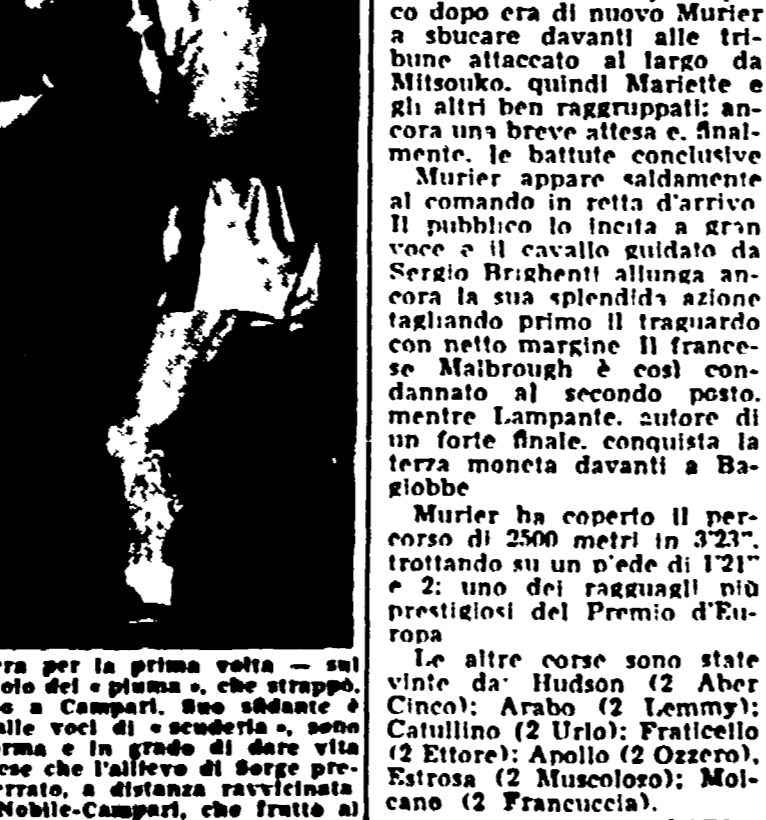 co dopo era di nuovo Murier
a sbucare davanti alle tri-
bune attaccato al largo da
Mitsouko. quindi Mariette e
gli altri ben raggruppati: an-
cora una breve attesa e. final-
mente. le battute conclusive
Murier appare saldamente
al comando in retta d'arrivo
Il pubblico lo incita a gran
voce e il cavallo guidato da
Sergio Brighenti allunga an-
cora la sua splendida azione
tagliando primo il traguardo
con netto margine Il france-
se Malbrough è così con-
dannato al secondo posto.
mentre Lampante. autore di
un forte finale. conquista la
terza moneta davanti a Ba-
giobbe
Murier ha coperto il per-
corso di 2500 metri in 3'23".
trottando su un piede di 1'21"
e 2: uno dei ragguagli più
prestigiosi del Premio d'Eu-
ropa
Le altre corse sono state
vinte da: Hudson (2 Aber
Cinco); Arabo (2 Lemmy);
Catullino (2 Urlo); Fraticello
(2 Ettore); Apollo (2 Ozzero),
Estrosa (2 Muscoloso); Moi-
cano (2 Francuccia).
rra per la prima volta — sul
olo dei « piuma », che strappò,
a Campari. Suo sfidante è
alle voci di « scuderia », sono
orma e in grado di dare vita
ese che l'allievo di Sorge pre-
errato, a distanza ravvicinata
Nobile-Campari, che fruttò al